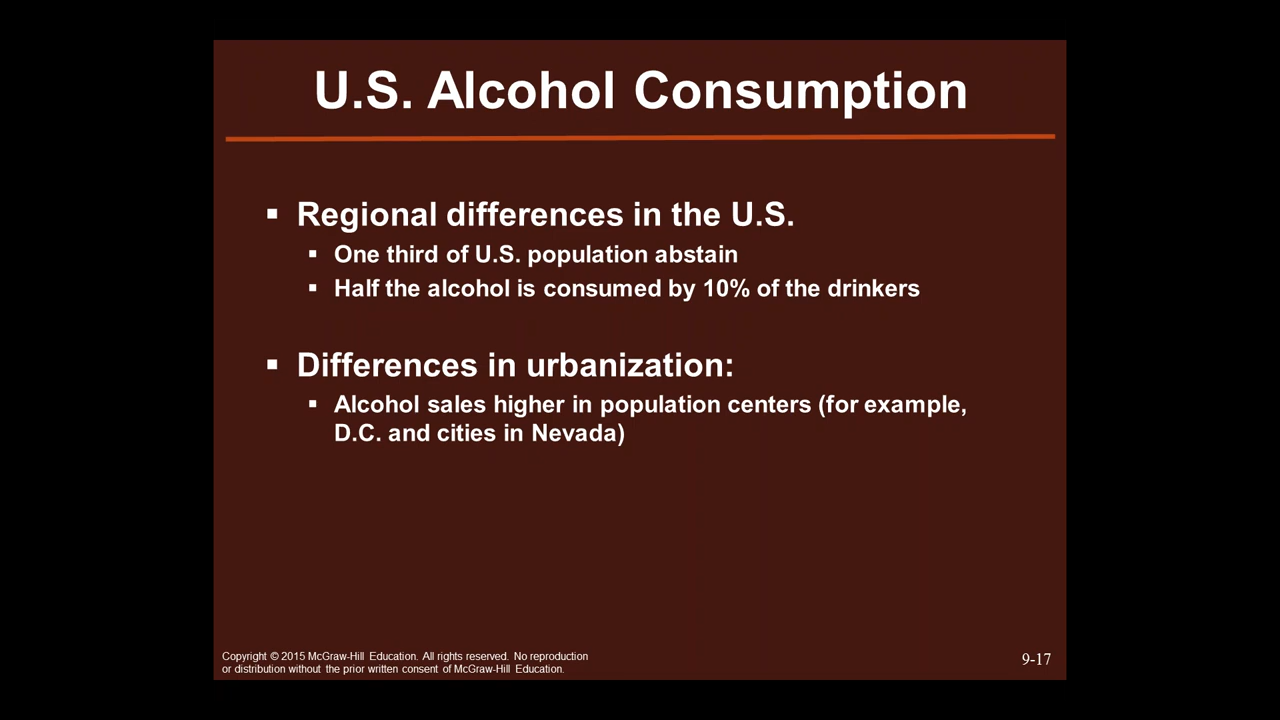 U.S. Alcohol Consumption
▪ Regional differences in the U.S.
▪ One third of U.S. population abstain
▪ Half the alcohol is consumed by 10% of the drinkers
▪ Differences in urbanization:
▪ Alcohol sales higher in population centers (for example,
D.C. and cities in Nevada)
Copyright © 2015 McGraw-Hill Education. All rights reserved. No reproduction
or distribution without the prior written consent of McGraw-Hill Education.
9-17